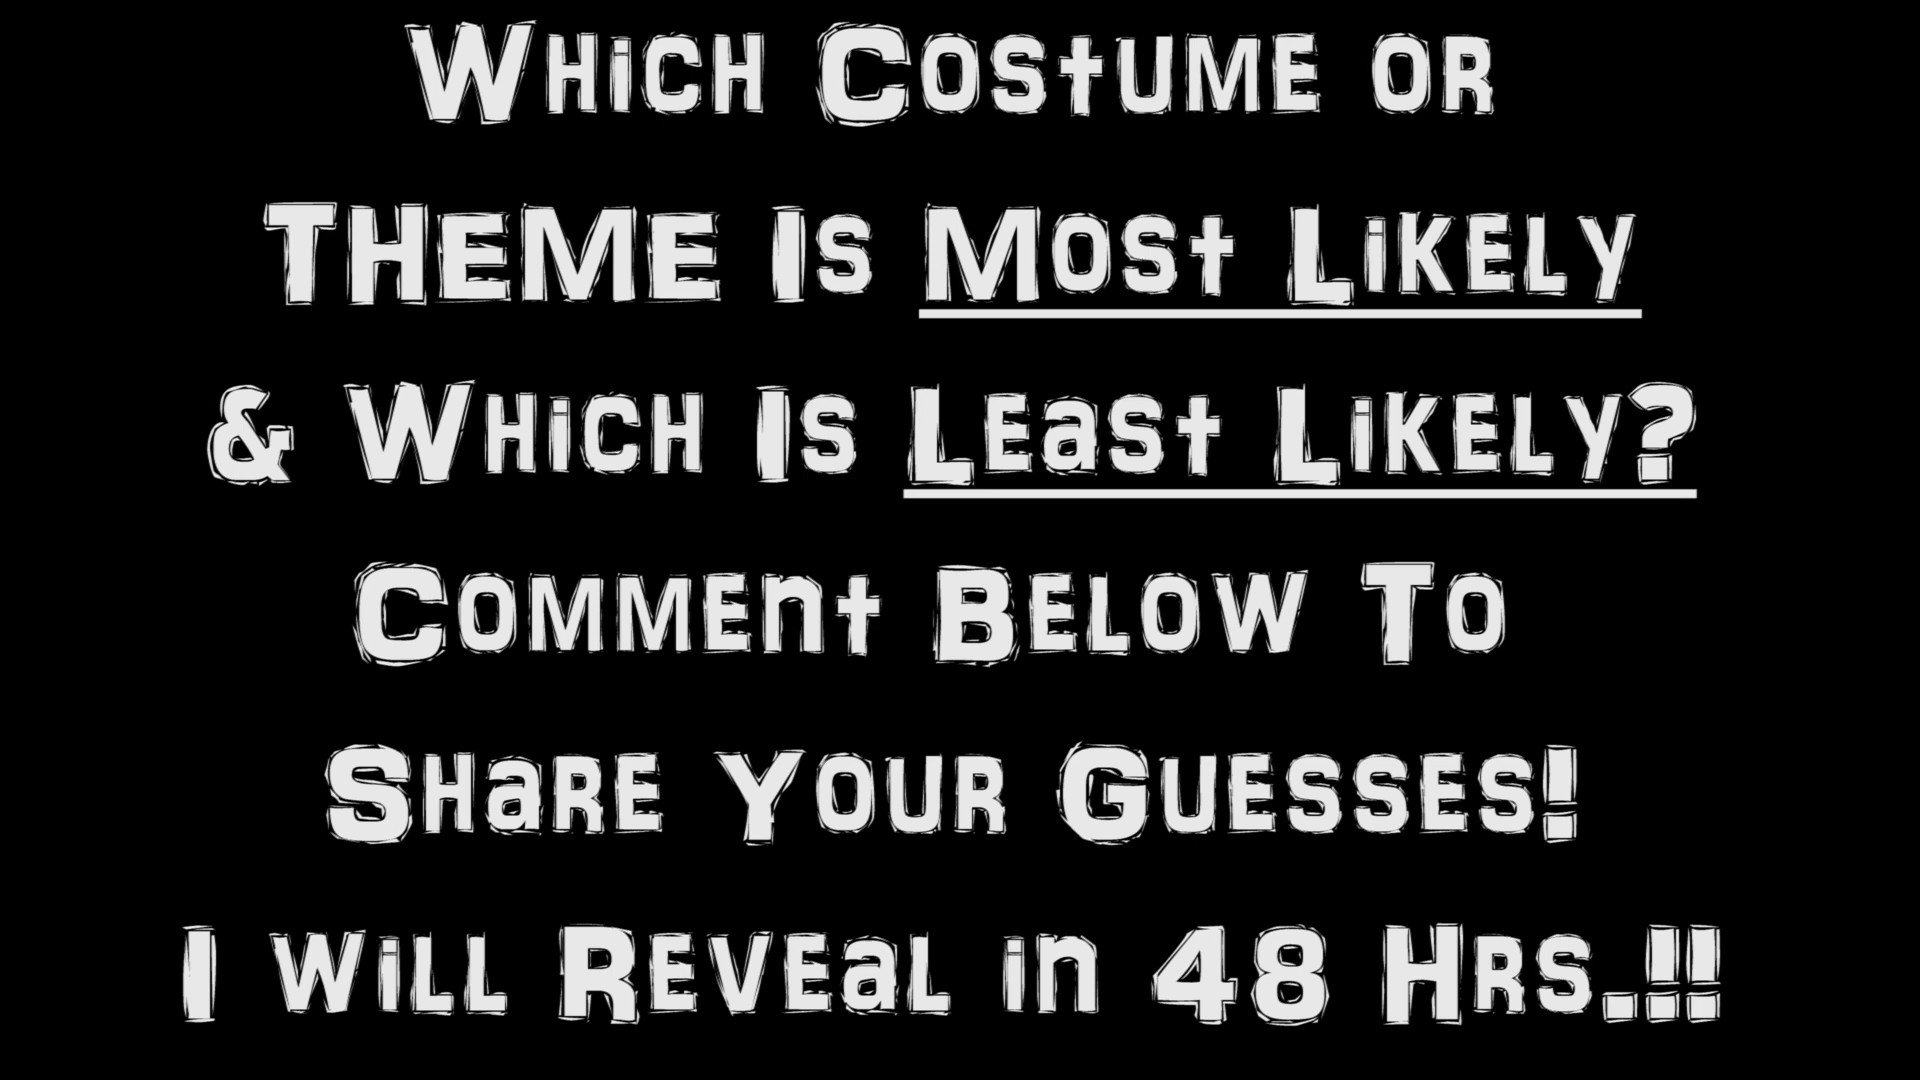 Which Costume or
THEME Is Most Likely
& Which Is Least Likely?
Comment Below To
Share Your Guesses!
I will Reveal in 48 Hrs.!!